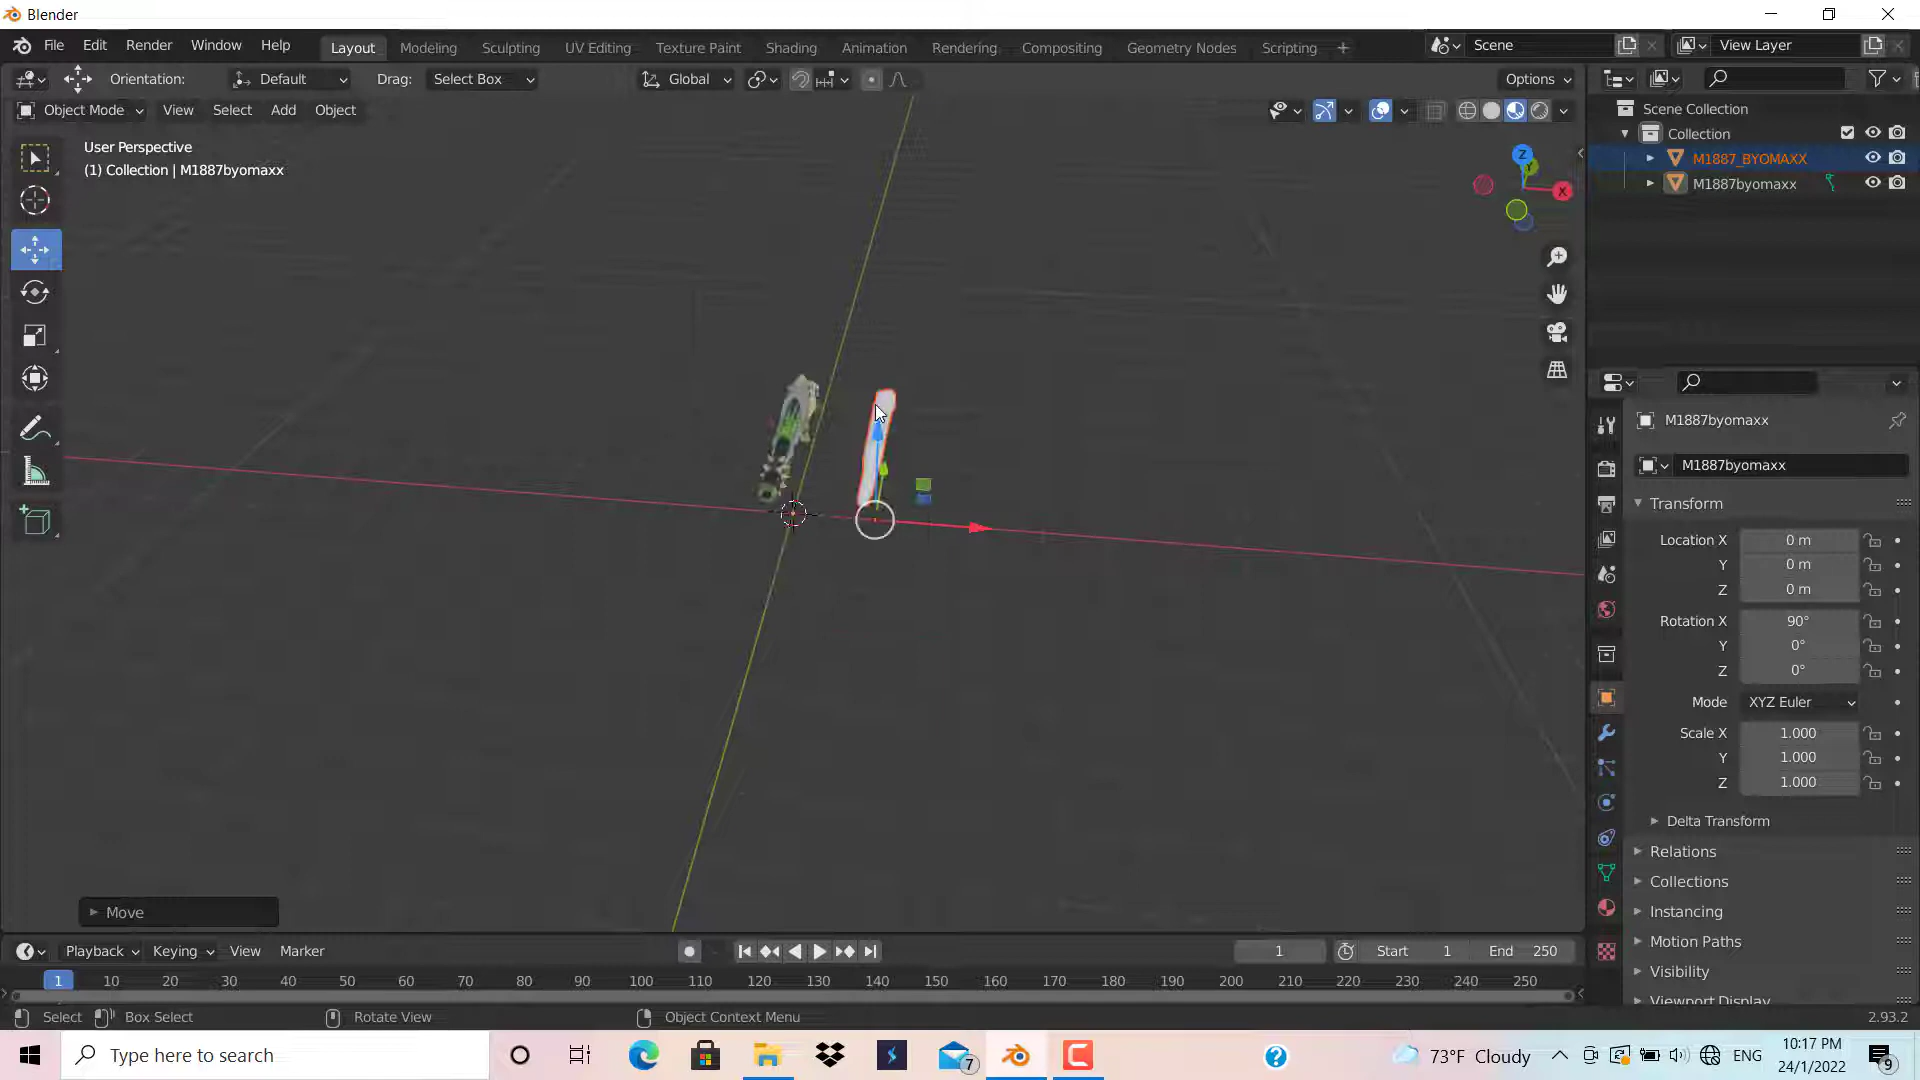 Blender
File Edit Render Window Help Layout Modeling Sculpting UV Editing Texture Paint Shading Animation Rendering Compositing Geometry Nodes Scripting + Scene View Layer
Orientation: Default Drag: Select Box Global Options
Object Mode View Select Add Object
User Perspective
(1) Collection | M1887byomaxx
Z
Y
X
Scene Collection
Collection
M1887_BYOMAXX
M1887byomaxx
M1887byomaxx
M1887byomaxx
Transform
Location X 0 m
Y 0 m
Z 0 m
Rotation X 90°
Y 0°
Z 0°
Mode XYZ Euler
Scale X 1.000
Y 1.000
Z 1.000
Delta Transform
Relations
Collections
Instancing
Motion Paths
Visibility
Viewport Display
Move
Playback Keying View Marker 1 Start 1 End 250
1 10 20 30 40 50 60 70 80 90 100 110 120 130 140 150 160 170 180 190 200 210 220 230 240 250
Select Box Select Rotate View Object Context Menu 2.93.2
Type here to search 7 73°F Cloudy ENG 10:17 PM
24/1/2022 9